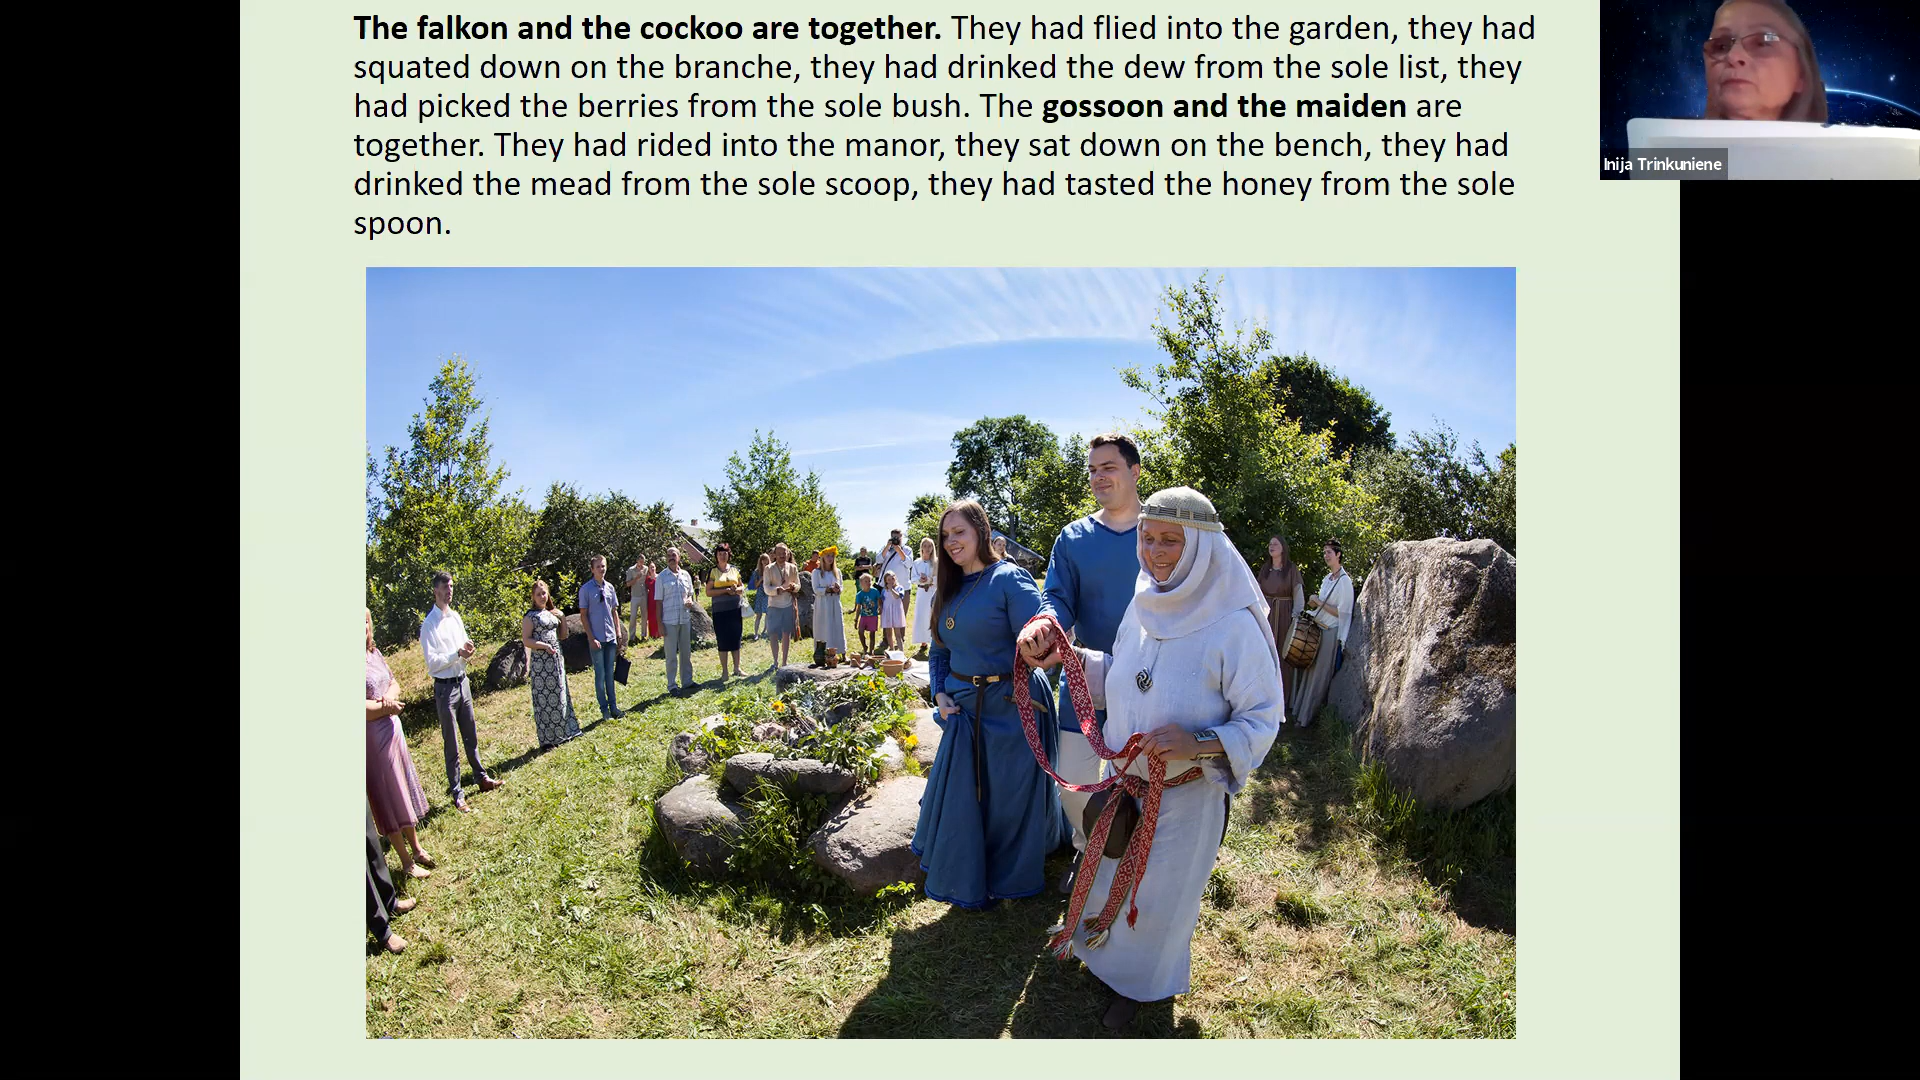 The falkon and the cockoo are together. They had flied into the garden, they had
squated down on the branche, they had drinked the dew from the sole list, they
had picked the berries from the sole bush. The gossoon and the maiden are
together. They had rided into the manor, they sat down on the bench, they had
drinked the mead from the sole scoop, they had tasted the honey from the sole
spoon.
Inija Trinkuniene